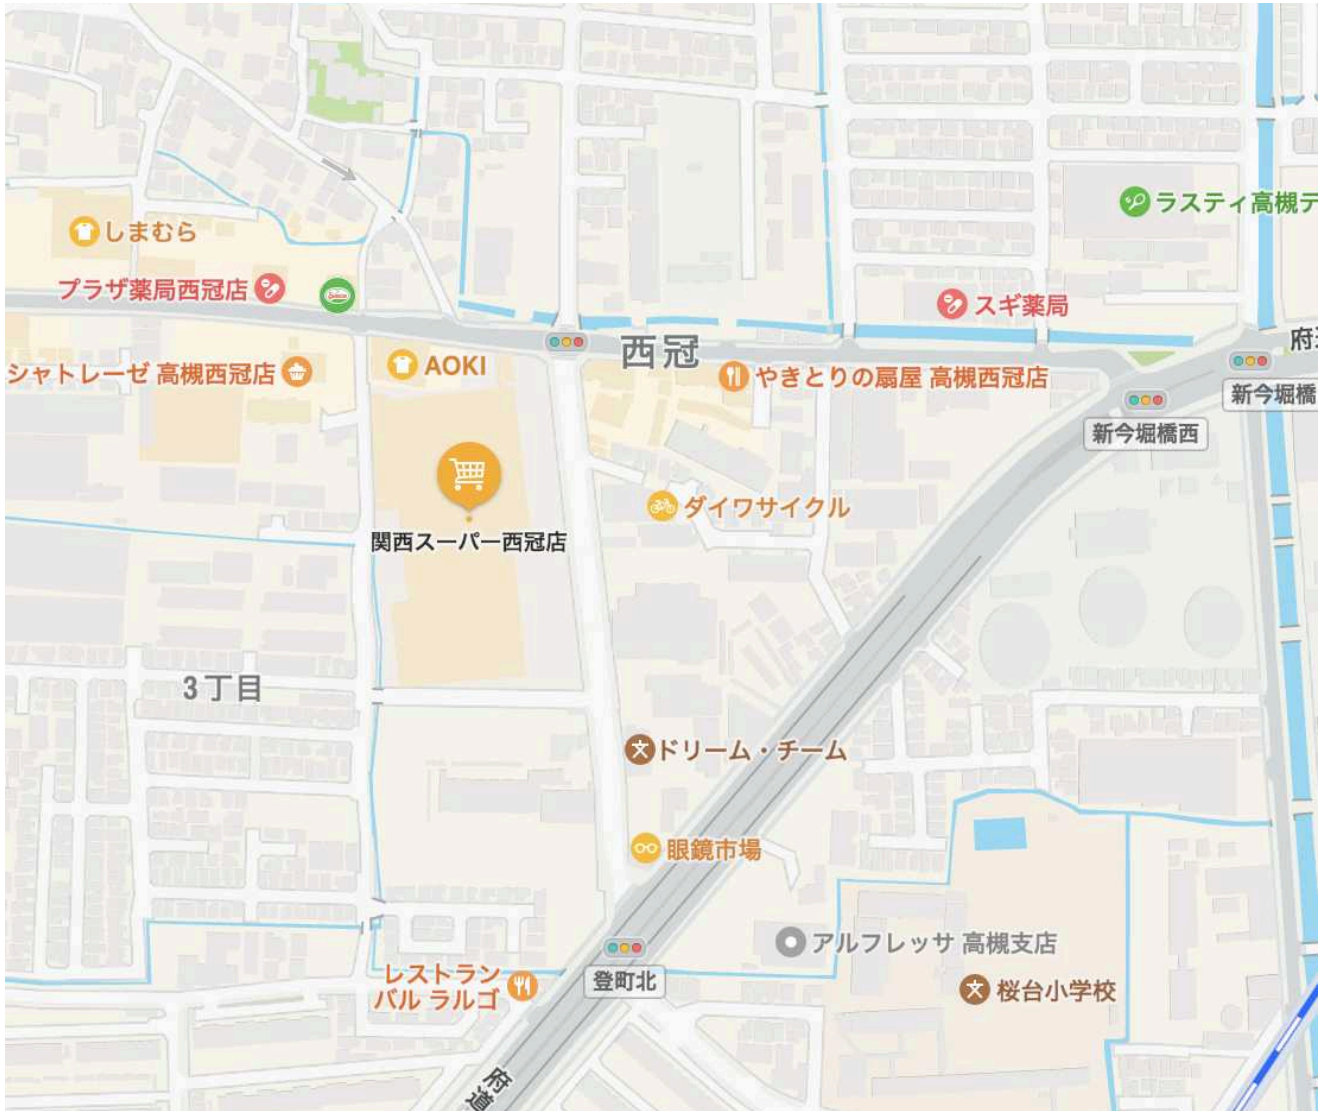 ラスティ高槻テ
しまむら
プラザ薬局西冠店
スギ薬局
府道
西冠
シャトレーゼ 高槻西冠店
AOKI
やきとりの扇屋 高槻西冠店
新今堀橋
新今堀橋西
ダイワサイクル
関西スーパー西冠店
3丁目
ドリーム・チーム
眼鏡市場
アルフレッサ 高槻支店
レストラン
バル ラルゴ
登町北
桜台小学校
府道